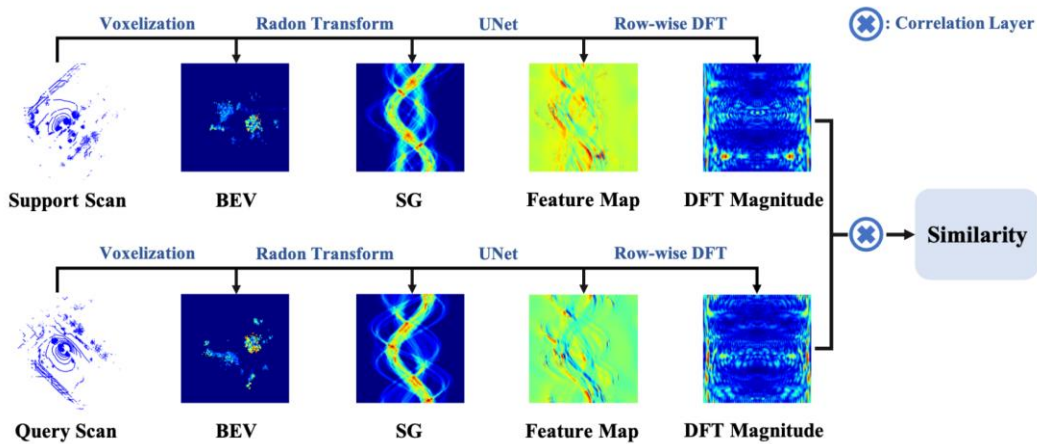 Voxelization Radon Transform UNet Row-wise DFT
: Correlation Layer
Support Scan BEV SG Feature Map DFT Magnitude
Similarity
Voxelization Radon Transform UNet Row-wise DFT
Query Scan BEV SG Feature Map DFT Magnitude